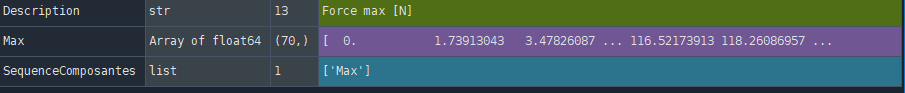 Description str 13 Force max [N]
Max Array of float64 (70,) [ 0. 1.73913043 3.47826087 ... 116.52173913 118.26086957 ...
SequenceComposantes list 1 ['Max']